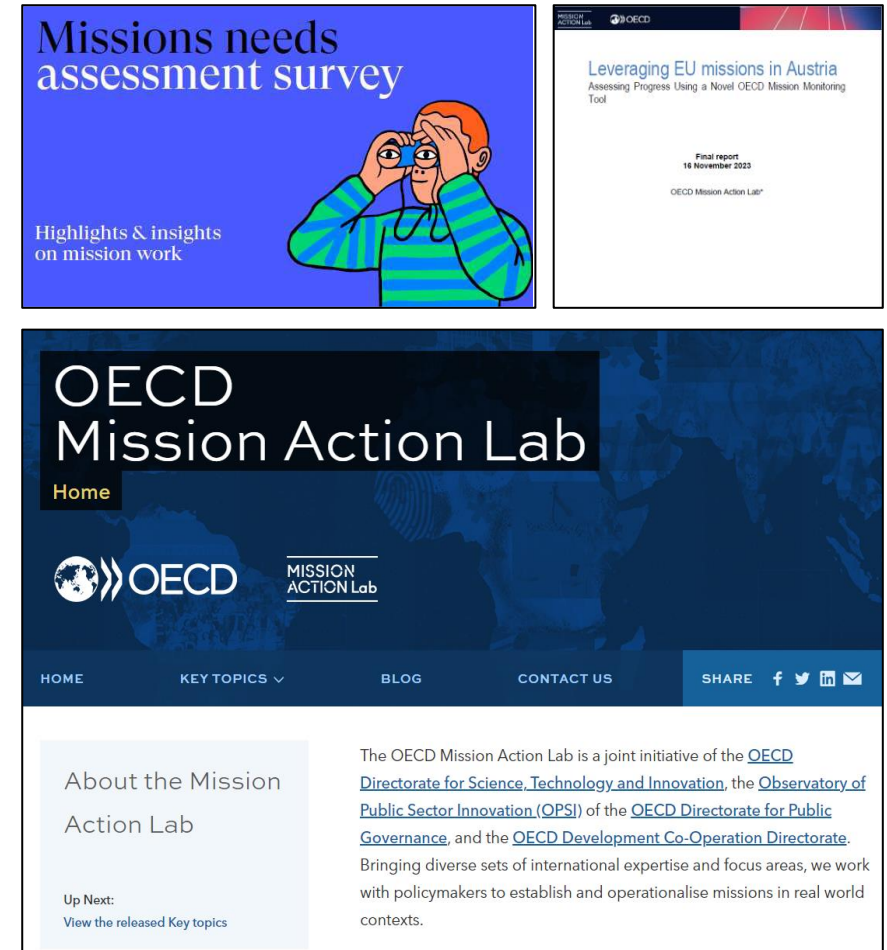 Missions needs
assessment survey
Highlights & insights
on mission work
MISSION
ACTION Lab
OECD
Leveraging EU missions in Austria
Assessing Progress Using a Novel OECD Mission Monitoring
Tool
Final report
16 November 2023
OECD Mission Action Lab*
OECD
Mission Action Lab
Home
OECD
MISSION
ACTION Lab
HOME
KEY TOPICS
BLOG
CONTACT US
SHARE
About the Mission
Action Lab
Up Next:
View the released Key topics
The OECD Mission Action Lab is a joint initiative of the OECD
Directorate for Science, Technology and Innovation, the Observatory of
Public Sector Innovation (OPSI) of the OECD Directorate for Public
Governance, and the OECD Development Co-Operation Directorate.
Bringing diverse sets of international expertise and focus areas, we work
with policymakers to establish and operationalise missions in real world
contexts.